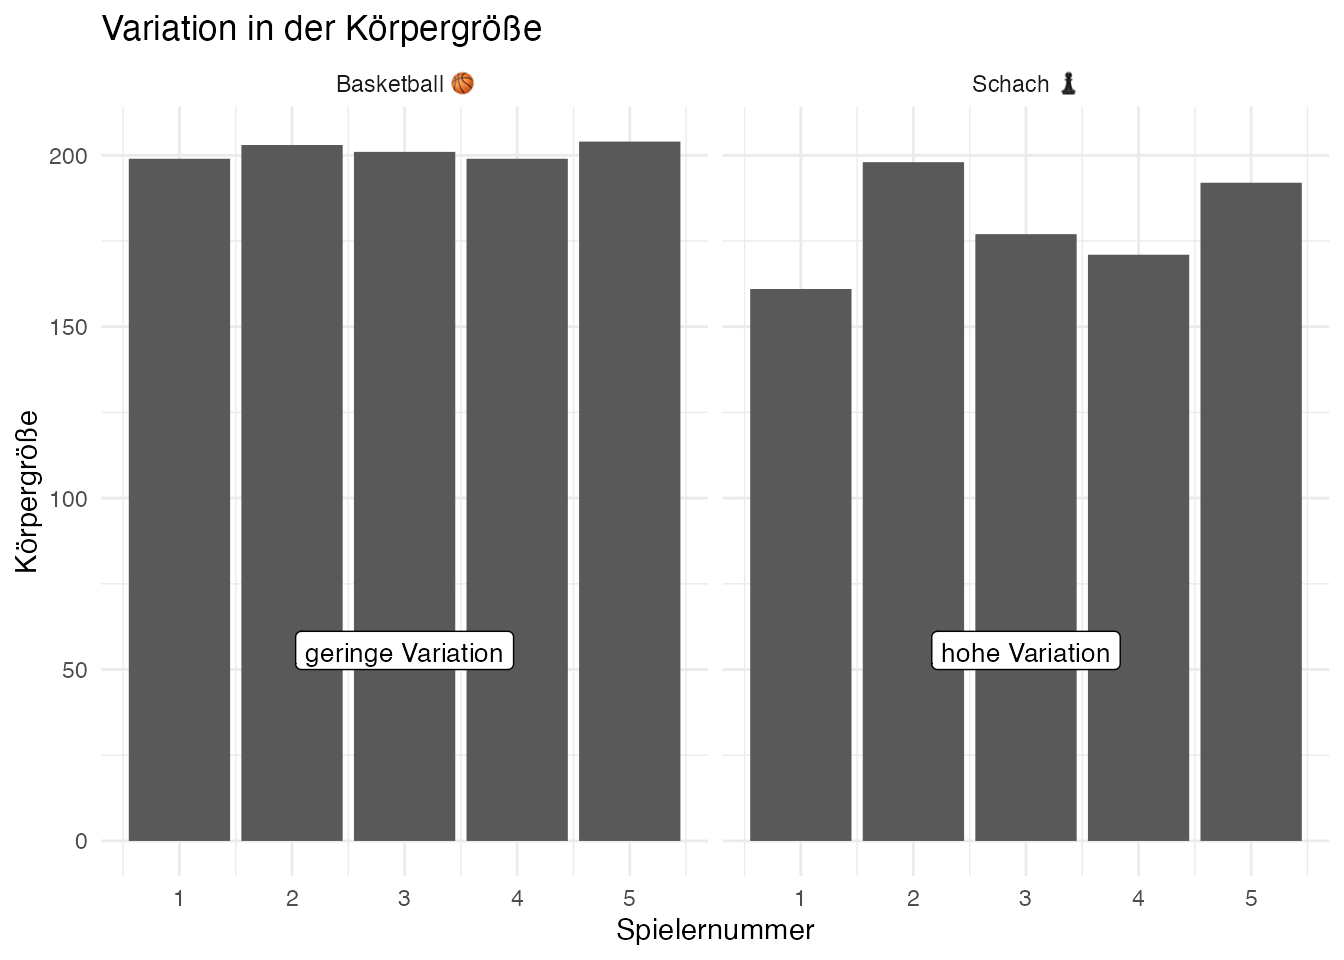 Variation in der Körpergröße
Basketball 🏀
Schach ♟
Körpergröße
200
150
100
50
0
geringe Variation
hohe Variation
1 2 3 4 5
1 2 3 4 5
Spielernummer